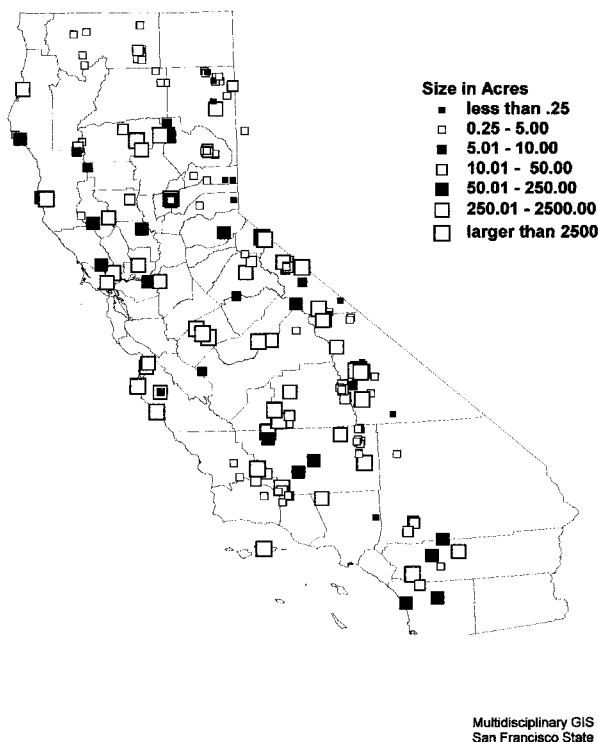 Size in Acres
less than .25
0.25 - 5.00
5.01 - 10.00
10.01 - 50.00
50.01 - 250.00
250.01 - 2500.00
larger than 2500
Multidisciplinary GIS
San Francisco State